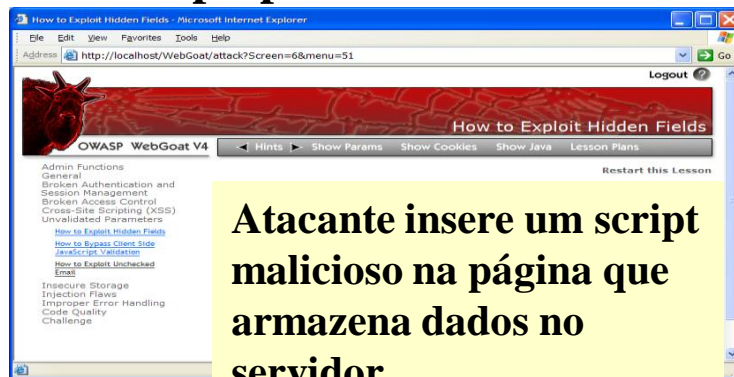 How to Exploit Hidden Fields - Microsoft Internet Explorer
File Edit View Favorites Tools Help
Address http://localhost/WebGoat/attack?Screen=6&menu=51 Go
Logout ?
How to Exploit Hidden Fields
OWASP WebGoat V4
Hints Show Params Show Cookies Show Java Lesson Plans
Restart this Lesson
Admin Functions
General
Broken Authentication and
Session Management
Broken Access Control
Cross-Site Scripting (XSS)
Unvalidated Parameters
How to Exploit Hidden Fields
How to Bypass Client Side
JavaScript Validation
How to Exploit Unchecked
Email
Insecure Storage
Injection Flaws
Improper Error Handling
Code Quality
Challenge
Atacante insere um script
malicioso na página que
armazena dados no
servidor